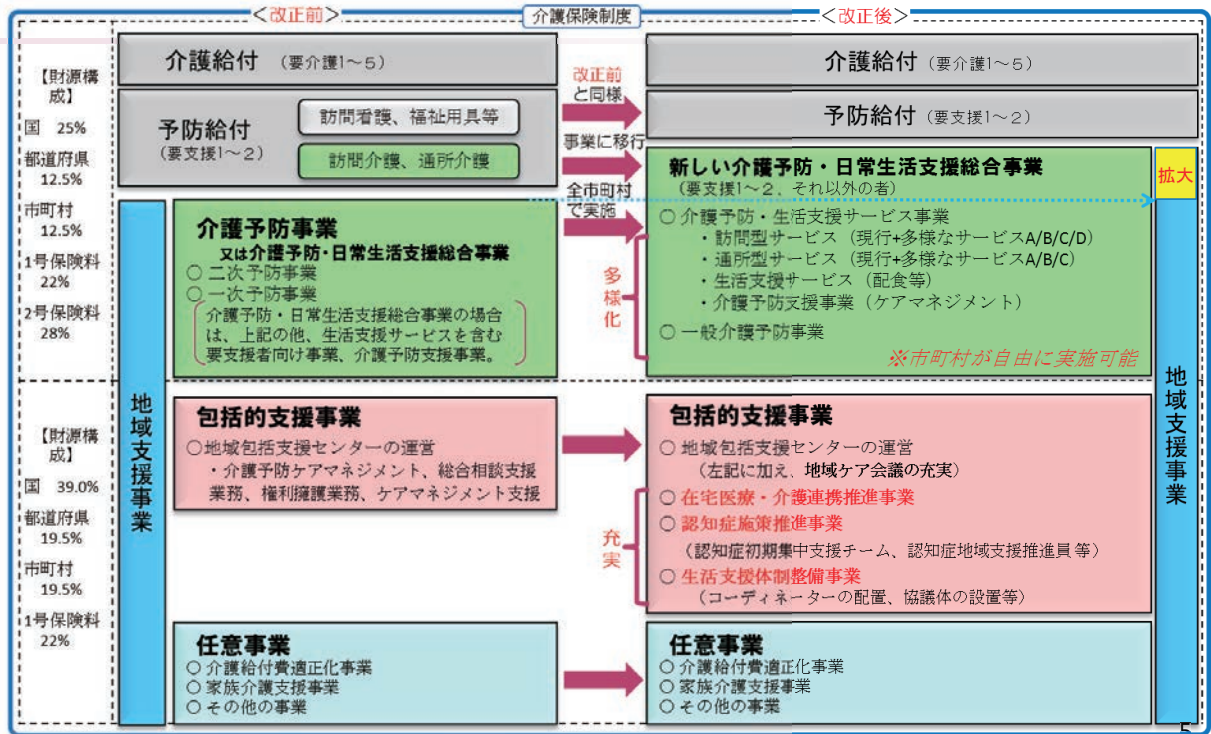 ＜改正前＞
介護保険制度
＜改正後＞
【財源構
成】
国 25%
都道府県
12.5%
市町村
12.5%
1号保険料
22%
2号保険料
28%
【財源構
成】
国 39.0%
都道府県
19.5%
市町村
19.5%
1号保険料
22%
介護給付 （要介護1～5）
予防給付
（要支援1～2）
訪問看護、福祉用具等
訪問介護、通所介護
地域支援事業
介護予防事業
又は介護予防・日常生活支援総合事業
○ 二次予防事業
○ 一次予防事業
介護予防・日常生活支援総合事業の場合
は、上記の他、生活支援サービスを含む
要支援者向け事業、介護予防支援事業。
包括的支援事業
○地域包括支援センターの運営
・介護予防ケアマネジメント、総合相談支援
業務、権利擁護業務、ケアマネジメント支援
任意事業
○ 介護給付費適正化事業
○ 家族介護支援事業
○ その他の事業
改正前
と同様
事業に移行
全市町村
で実施
多様化
充実
介護給付（要介護1～5）
予防給付（要支援1～2）
新しい介護予防・日常生活支援総合事業
（要支援1～2、それ以外の者）
○ 介護予防・生活支援サービス事業
・訪問型サービス（現行+多様なサービスA/B/C/D）
・通所型サービス（現行+多様なサービスA/B/C）
・生活支援サービス（配食等）
・介護予防支援事業（ケアマネジメント）
○ 一般介護予防事業
※市町村が自由に実施可能
包括的支援事業
○ 地域包括支援センターの運営
（左記に加え、地域ケア会議の充実）
○ 在宅医療・介護連携推進事業
○ 認知症施策推進事業
（認知症初期集中支援チーム、認知症地域支援推進員 等）
○ 生活支援体制整備事業
（コーディネーターの配置、協議体の設置等）
任意事業
○ 介護給付費適正化事業
○ 家族介護支援事業
○ その他の事業
拡大
地域支援事業
5